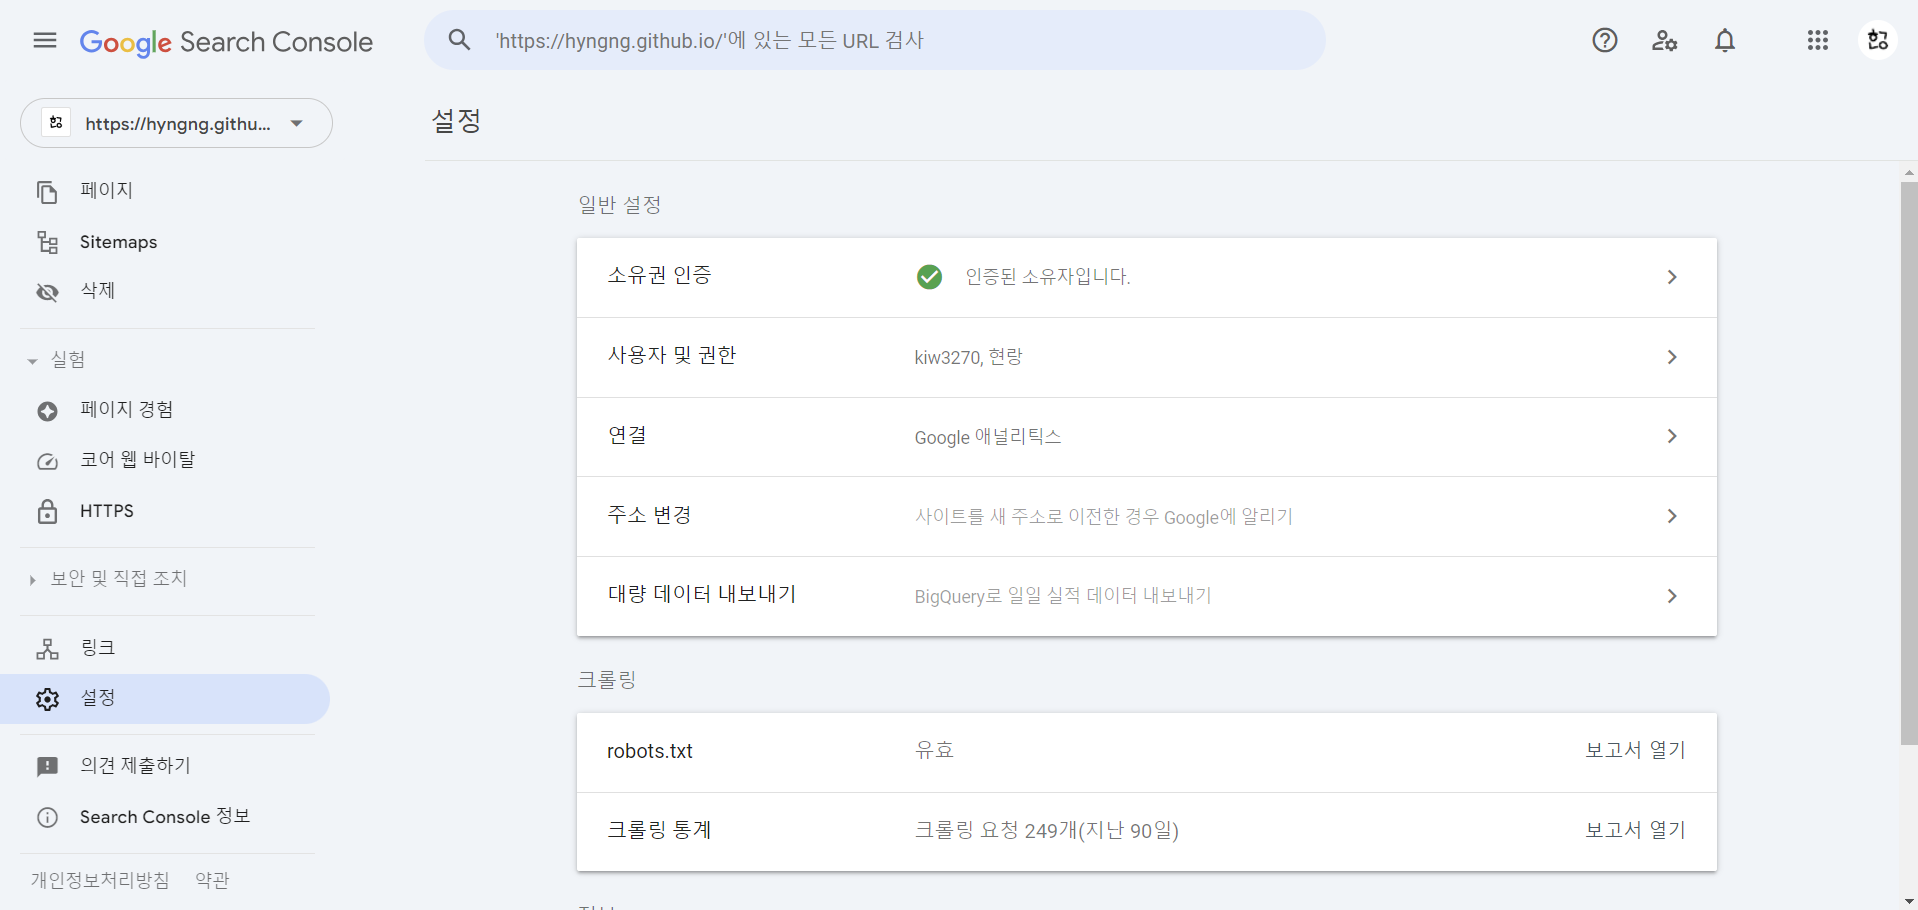 Google Search Console
'https://hyngng.github.io/'에 있는 모든 URL 검사
https://hyngng.githu...
페이지
Sitemaps
삭제
실험
페이지 경험
코어 웹 바이탈
HTTPS
보안 및 직접 조치
링크
설정
의견 제출하기
Search Console 정보
개인정보처리방침 약관
설정
일반 설정
소유권 인증 인증된 소유자입니다.
사용자 및 권한 kiw3270, 현랑
연결 Google 애널리틱스
주소 변경 사이트를 새 주소로 이전한 경우 Google에 알리기
대량 데이터 내보내기 BigQuery로 일일 실적 데이터 내보내기
크롤링
robots.txt 유효 보고서 열기
크롤링 통계 크롤링 요청 249개(지난 90일) 보고서 열기